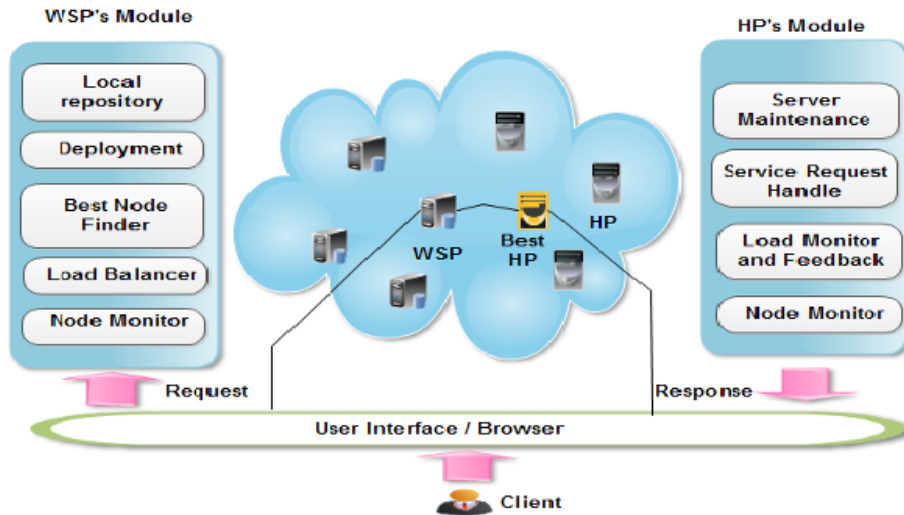 WSP's Module
HP's Module
Local
repository
Deployment
Best Node
Finder
Load Balancer
Node Monitor
WSP
Best
HP
HP
Server
Maintenance
Service Request
Handle
Load Monitor
and Feedback
Node Monitor
Request
Response
User Interface / Browser
Client